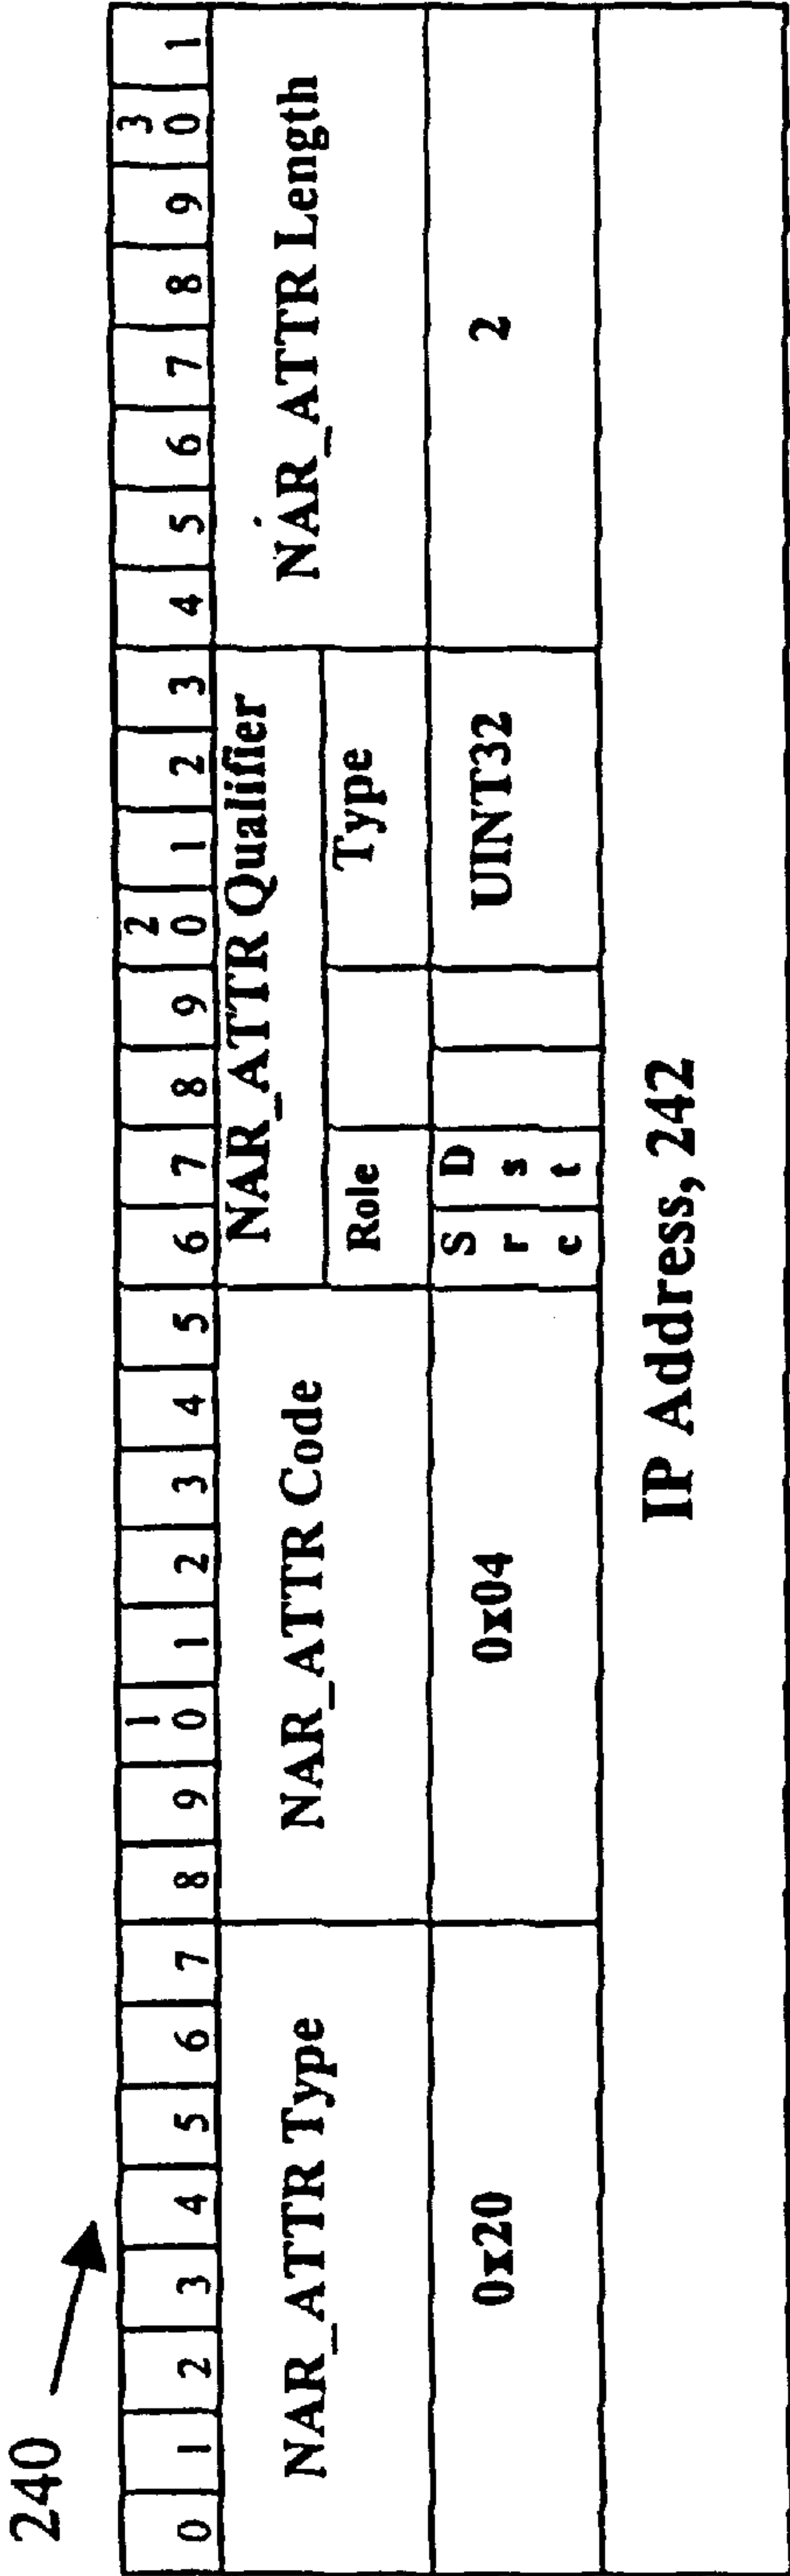 240
1 2 3
0 1 2 3 4 5 6 7 8 9 0 1 2 3 4 5 6 7 8 9 0 1 2 3 4 5 6 7 8 9 0 1
NAR_ATTR Type NAR_ATTR Code NAR_ATTR Qualifier NAR_ATTR Length
Role Type
0x20 0x04 Src Dst UINT32 2
IP Address, 242